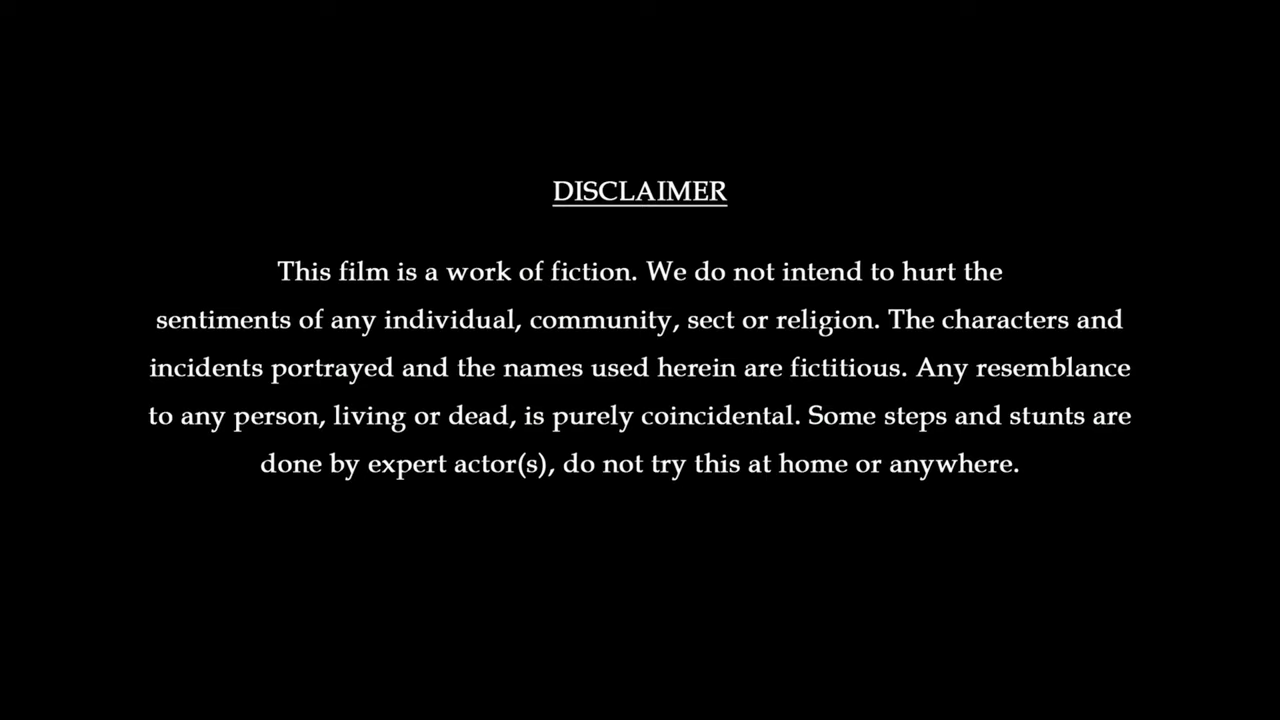 DISCLAIMER
This film is a work of fiction. We do not intend to hurt the
sentiments of any individual, community, sect or religion. The characters and
incidents portrayed and the names used herein are fictitious. Any resemblance
to any person, living or dead, is purely coincidental. Some steps and stunts are
done by expert actor(s), do not try this at home or anywhere.